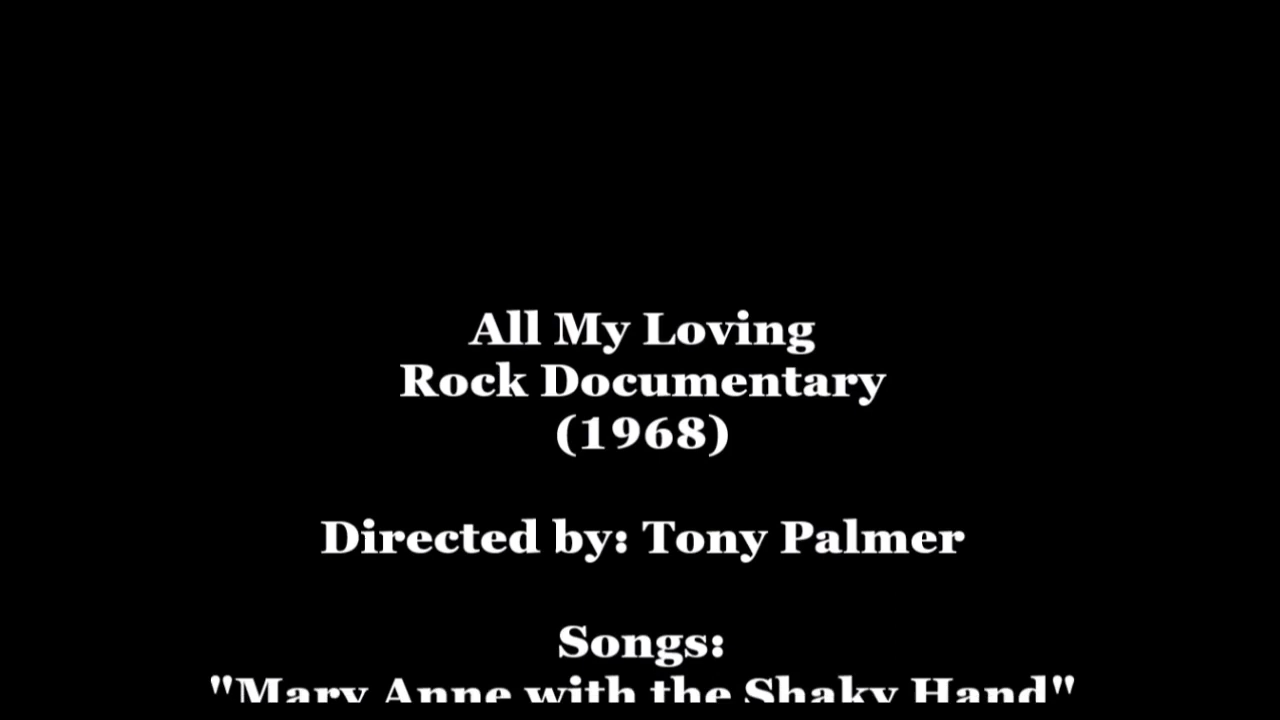 All My Loving
Rock Documentary
(1968)
Directed by: Tony Palmer
Songs:
"Mary Anne with the Shaky Hand"